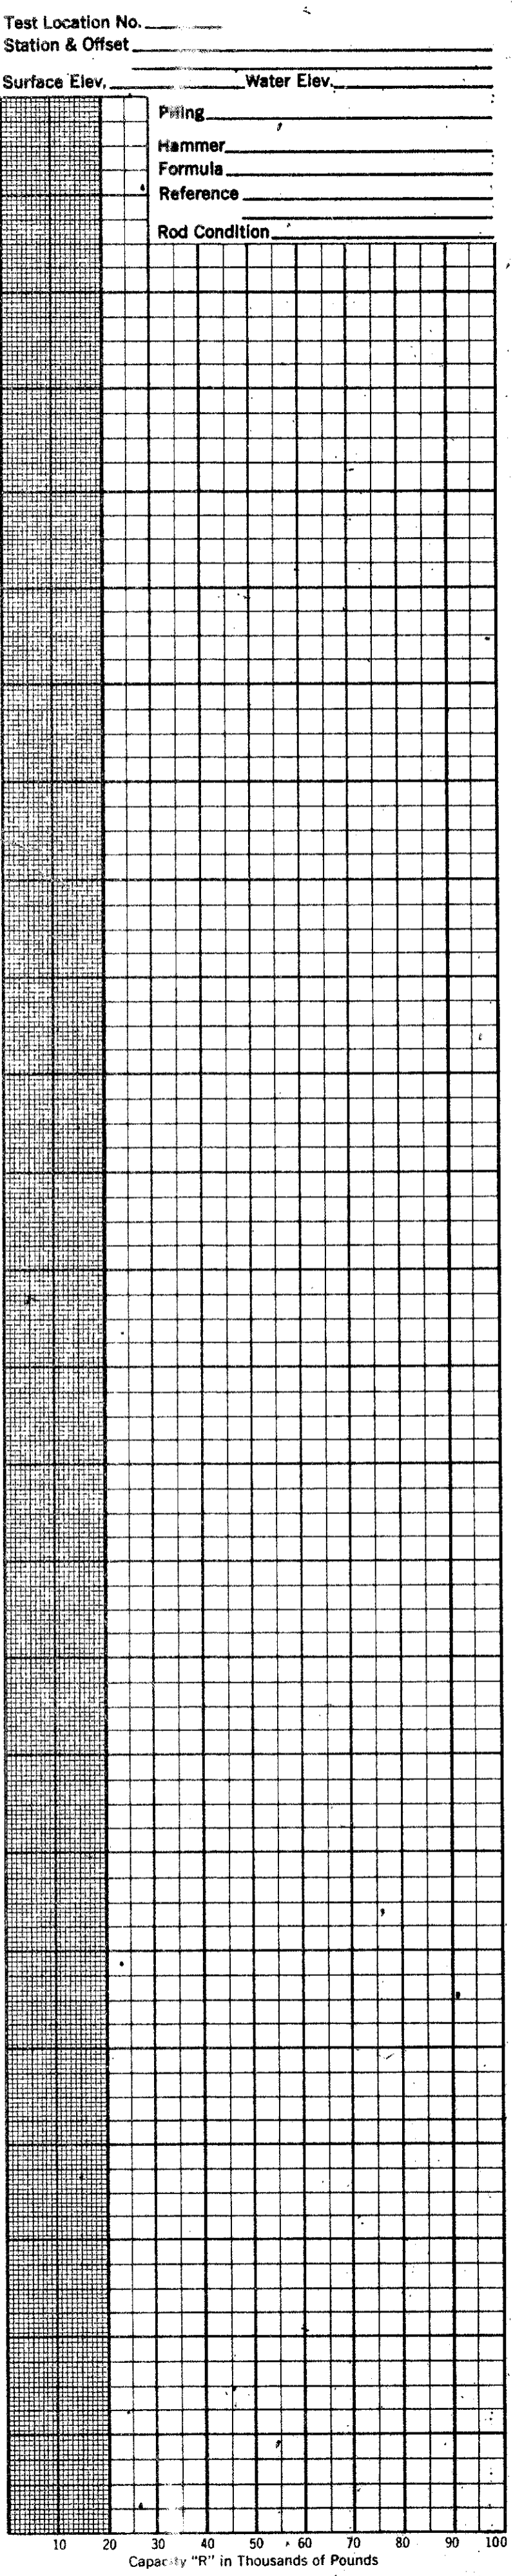 Test Location No.
Station & Offset
Surface Elev. Water Elev.
Piling
Hammer
Formula
Reference
Rod Condition
10 20 30 40 50 60 70 80 90 100
Capacity "R" in Thousands of Pounds